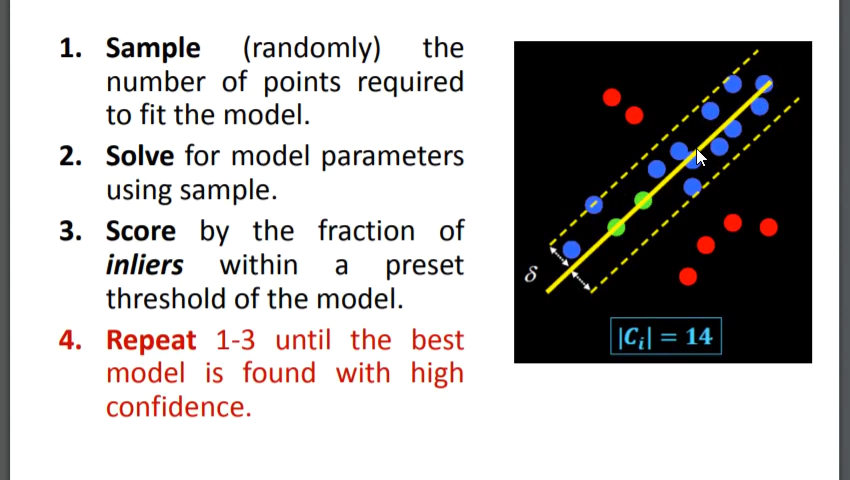 1. Sample (randomly) the
number of points required
to fit the model.
2. Solve for model parameters
using sample.
3. Score by the fraction of
inliers within a preset
threshold of the model.
4. Repeat 1-3 until the best
model is found with high
confidence.
δ
|Cᵢ| = 14